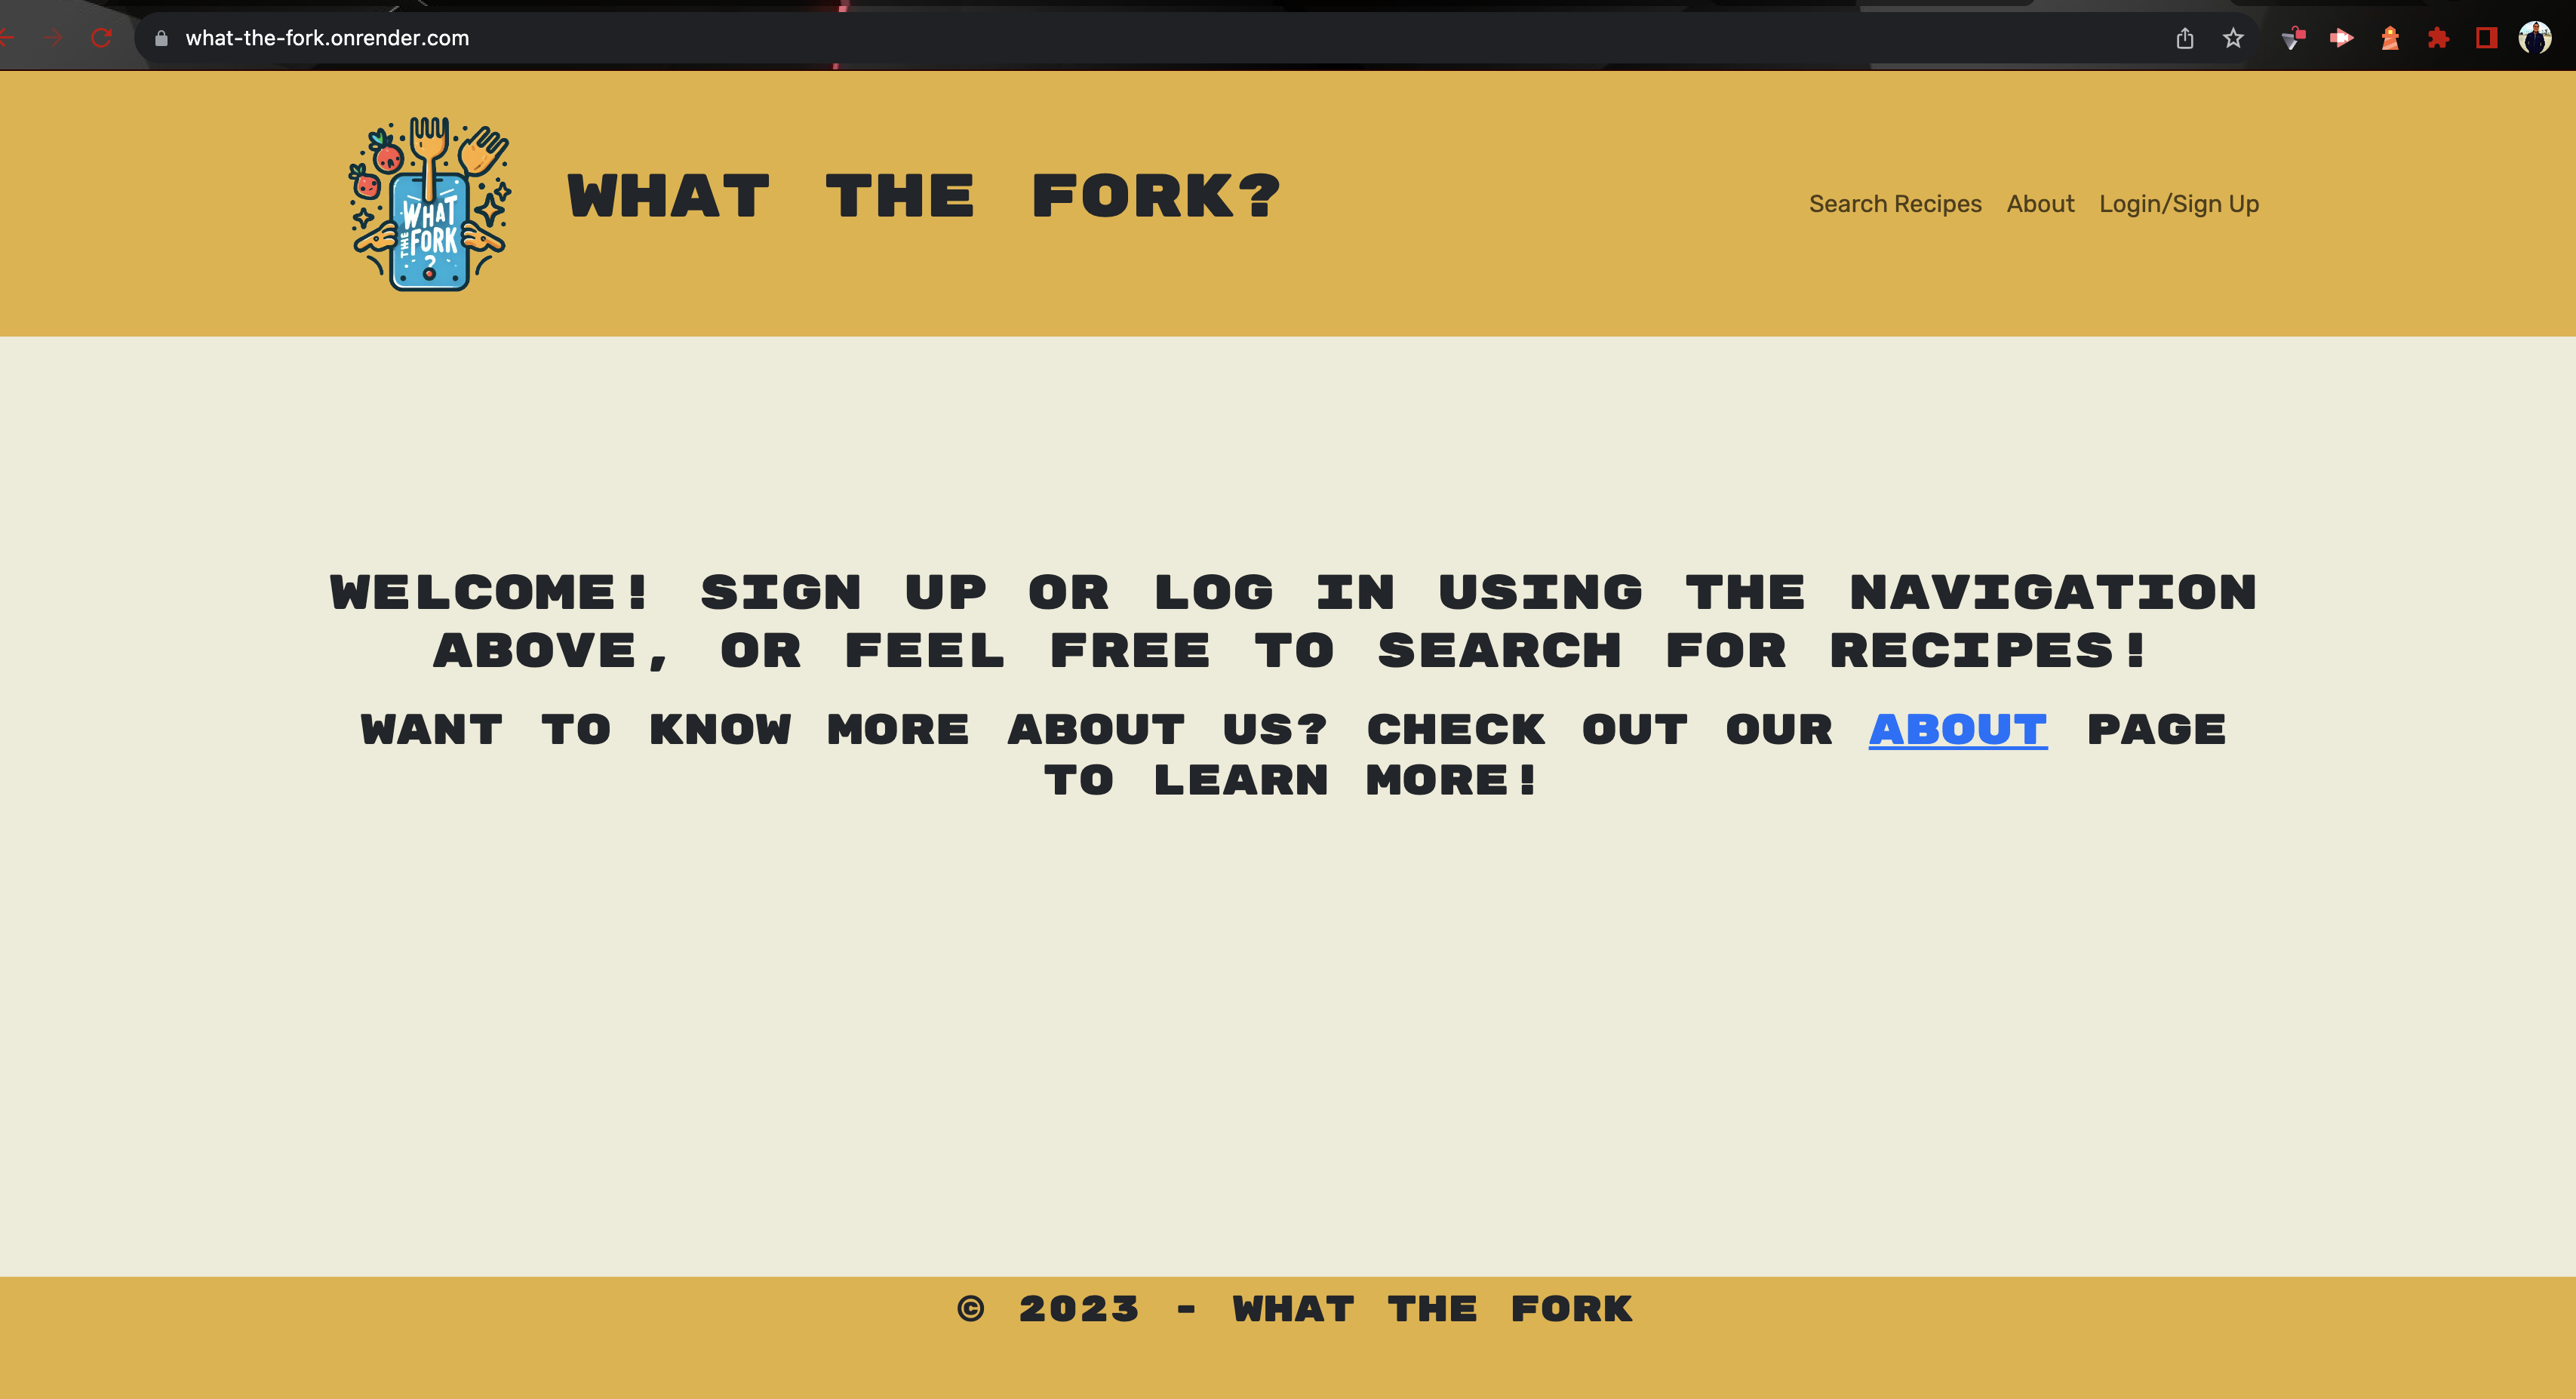 what-the-fork.onrender.com
WHAT
THE
FORK
?
WHAT THE FORK?
Search Recipes About Login/Sign Up
WELCOME! SIGN UP OR LOG IN USING THE NAVIGATION
ABOVE, OR FEEL FREE TO SEARCH FOR RECIPES!
WANT TO KNOW MORE ABOUT US? CHECK OUT OUR ABOUT PAGE
TO LEARN MORE!
© 2023 - WHAT THE FORK